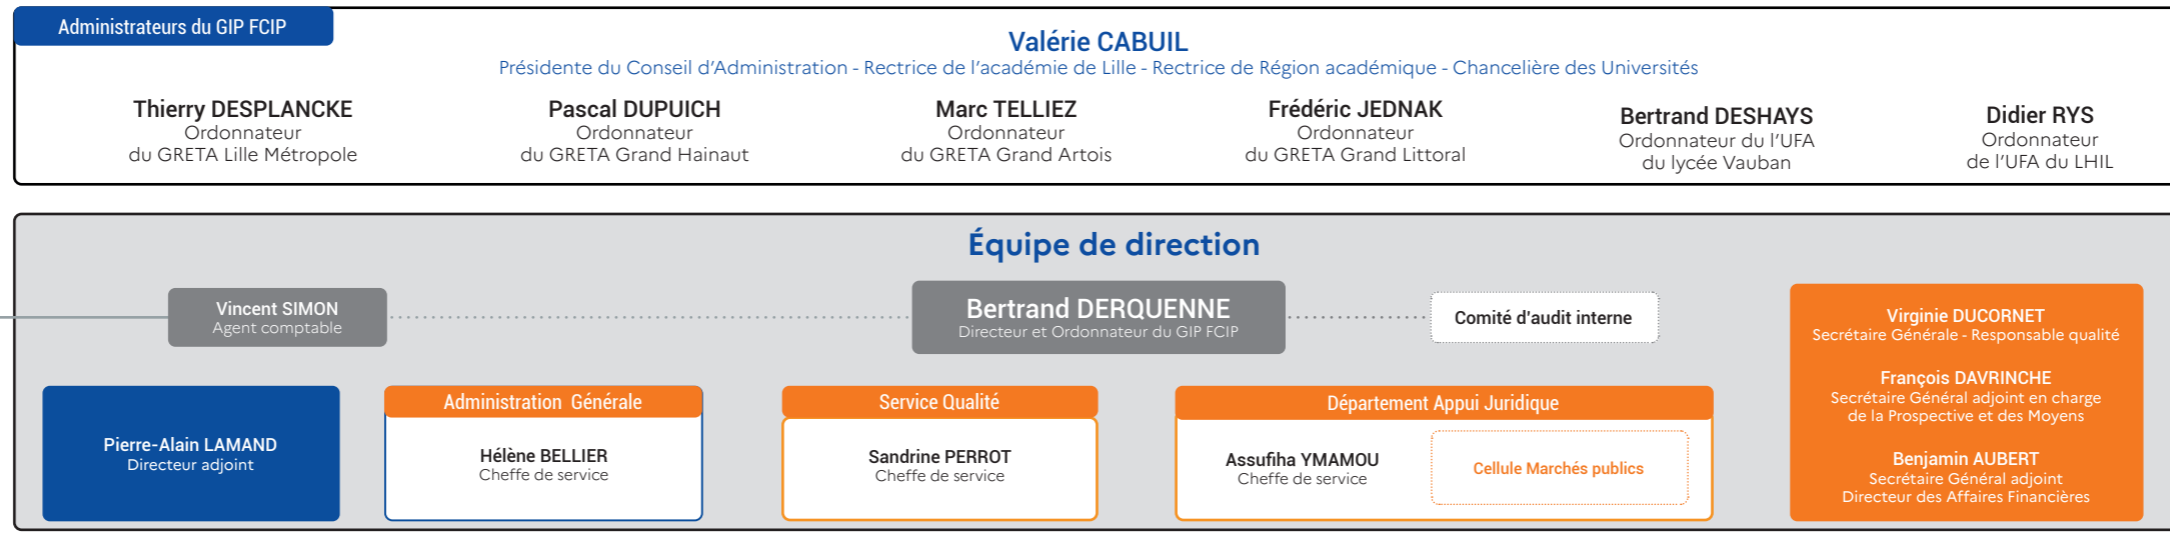 Administrateurs du GIP FCIP
Valérie CABUIL
Présidente du Conseil d'Administration - Rectrice de l'académie de Lille - Rectrice de Région académique - Chancelière des Universités
Thierry DESPLANCKE
Ordonnateur
du GRETA Lille Métropole
Pascal DUPUICH
Ordonnateur
du GRETA Grand Hainaut
Marc TELLIEZ
Ordonnateur
du GRETA Grand Artois
Frédéric JEDNAK
Ordonnateur
du GRETA Grand Littoral
Bertrand DESHAYS
Ordonnateur du l'UFA
du lycée Vauban
Didier RYS
Ordonnateur
de l'UFA du LHIL
Équipe de direction
Vincent SIMON
Agent comptable
Bertrand DERQUENNE
Directeur et Ordonnateur du GIP FCIP
Comité d'audit interne
Virginie DUCORNET
Secrétaire Générale - Responsable qualité
François DAVRINCHE
Secrétaire Général adjoint en charge
de la Prospective et des Moyens
Benjamin AUBERT
Secrétaire Général adjoint
Directeur des Affaires Financières
Pierre-Alain LAMAND
Directeur adjoint
Administration Générale
Hélène BELLIER
Cheffe de service
Service Qualité
Sandrine PERROT
Cheffe de service
Département Appui Juridique
Assufiha YMAMOU
Cheffe de service
Cellule Marchés publics